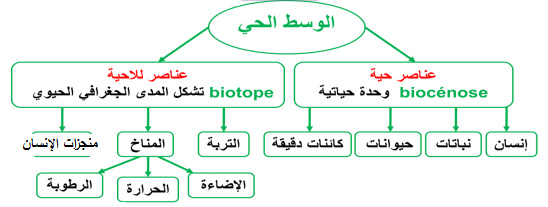 الوسط الحي
عناصر حية
biocénose وحدة حياتية
عناصر للاحية
biotope تشكل المدى الجغرافي الحيوي
إنسان
نباتات
حيوانات
كائنات دقيقة
التربة
المناخ
منجزات الإنسان
الإضاءة
الحرارة
الرطوبة